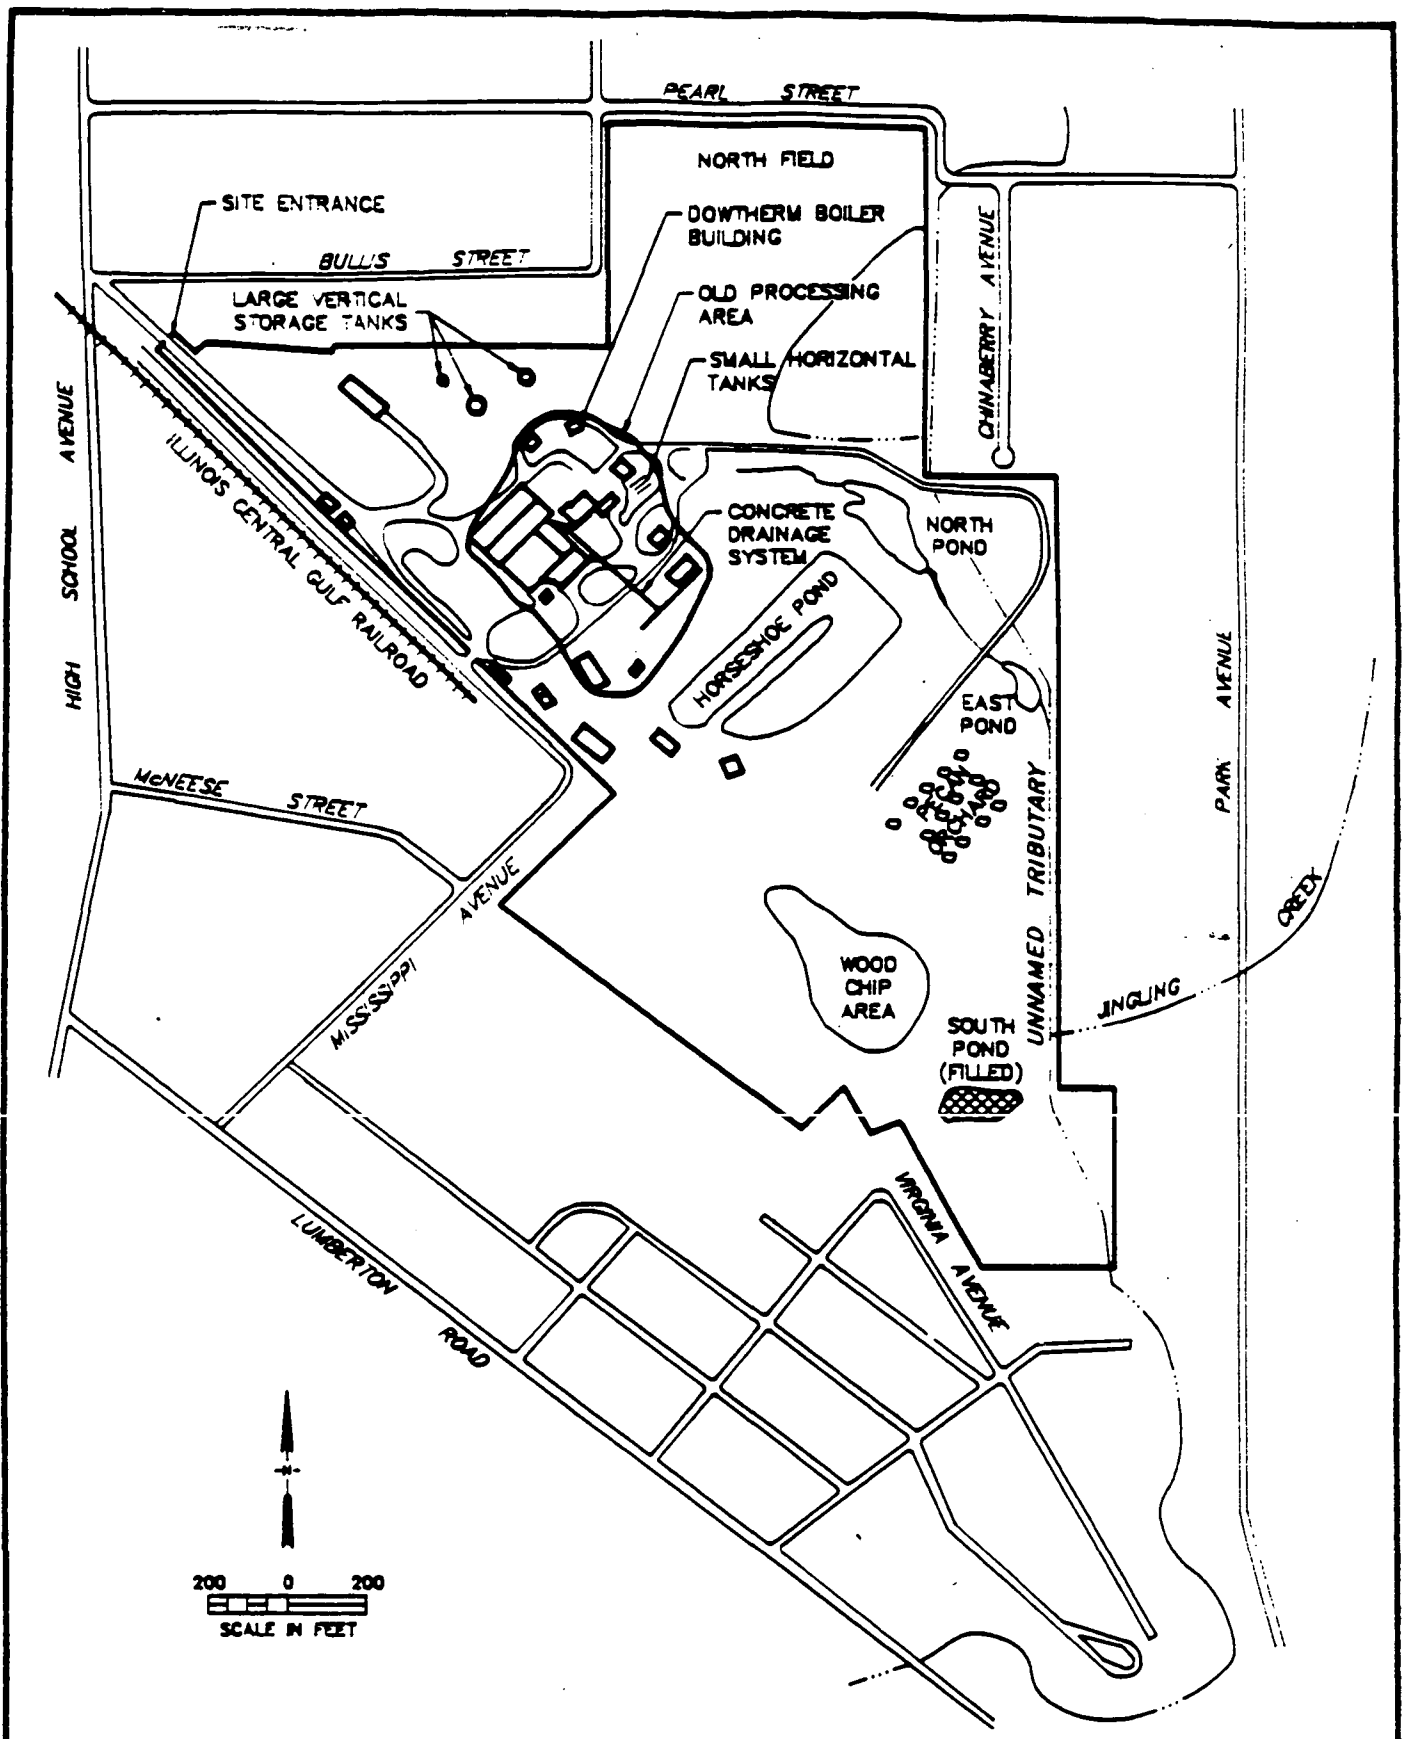 PEARL STREET
NORTH FIELD
SITE ENTRANCE
DOWTHERM BOILER
BUILDING
BULLIS STREET
LARGE VERTICAL
STORAGE TANKS
OLD PROCESSING
AREA
SMALL HORIZONTAL
TANKS
CHINABERRY AVENUE
HIGH SCHOOL AVENUE
ILLINOIS CENTRAL GULF RAILROAD
CONCRETE
DRAINAGE
SYSTEM
NORTH
POND
HORSESHOE POND
EAST
POND
PECAN
ORCHARD
UNNAMED TRIBUTARY
PARK AVENUE
McNEESE STREET
MISSISSIPPI AVENUE
WOOD
CHIP
AREA
JINGLING CREEK
SOUTH
POND
(FILLED)
VIRGINIA AVENUE
LUMBERTON ROAD
N
200 0 200
SCALE IN FEET